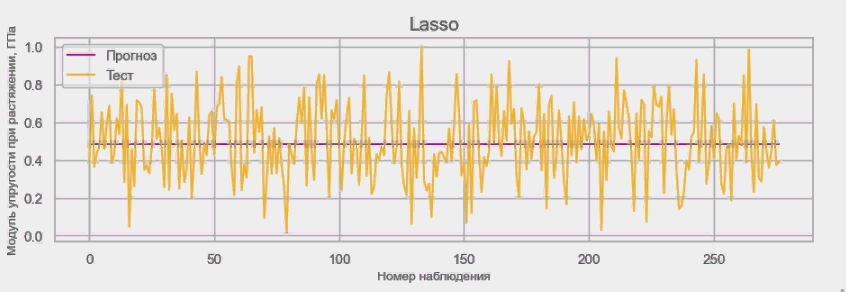 Lasso
Модуль упругости при растяжении, ГПа
1.0
0.8
0.6
0.4
0.2
0.0
Прогноз
Тест
0 50 100 150 200 250
Номер наблюдения